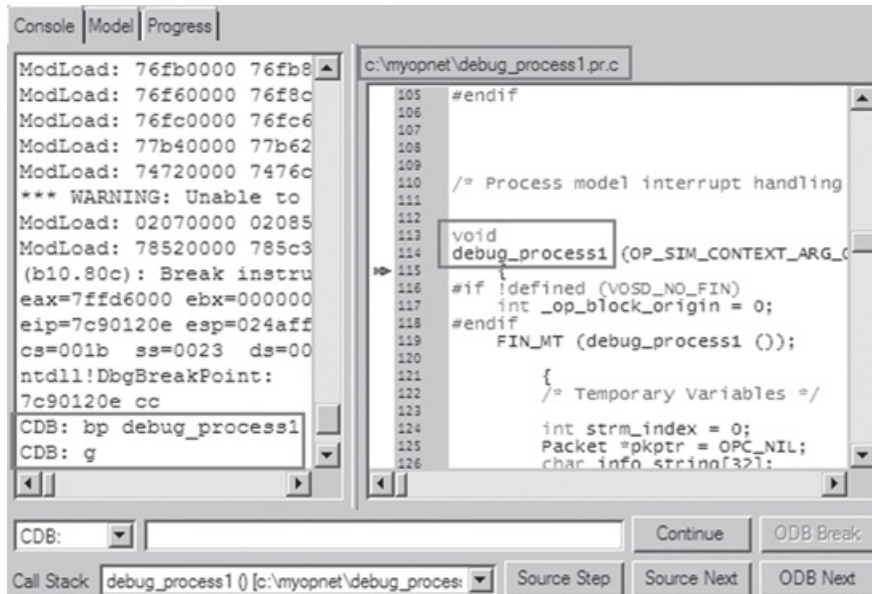 Console Model Progress
ModLoad: 76fb0000 76fb8
ModLoad: 76f60000 76f8c
ModLoad: 76fc0000 76fc6
ModLoad: 77b40000 77b62
ModLoad: 74720000 7476c
*** WARNING: Unable to
ModLoad: 02070000 02085
ModLoad: 78520000 785c3
(b10.80c): Break instru
eax=7ffd6000 ebx=000000
eip=7c90120e esp=024aff
cs=001b ss=0023 ds=00
ntdll!DbgBreakPoint:
7c90120e cc
CDB: bp debug_process1
CDB: g
c:\myopnet\debug_process1.pr.c
105 #endif
106
107
108
109
110 /* Process model interrupt handling
111
112
113 void
114 debug_process1 (OP_SIM_CONTEXT_ARG_
115 {
116 #if !defined (VOSD_NO_FIN)
117 int _op_block_origin = 0;
118 #endif
119 FIN_MT (debug_process1 ());
120
121 {
122 /* Temporary Variables */
123
124 int strm_index = 0;
125 Packet *pkptr = OPC_NIL;
126 char info_string[32];
CDB: Continue ODB Break
Call Stack debug_process1 () [c:\myopnet\debug_proces: Source Step Source Next ODB Next